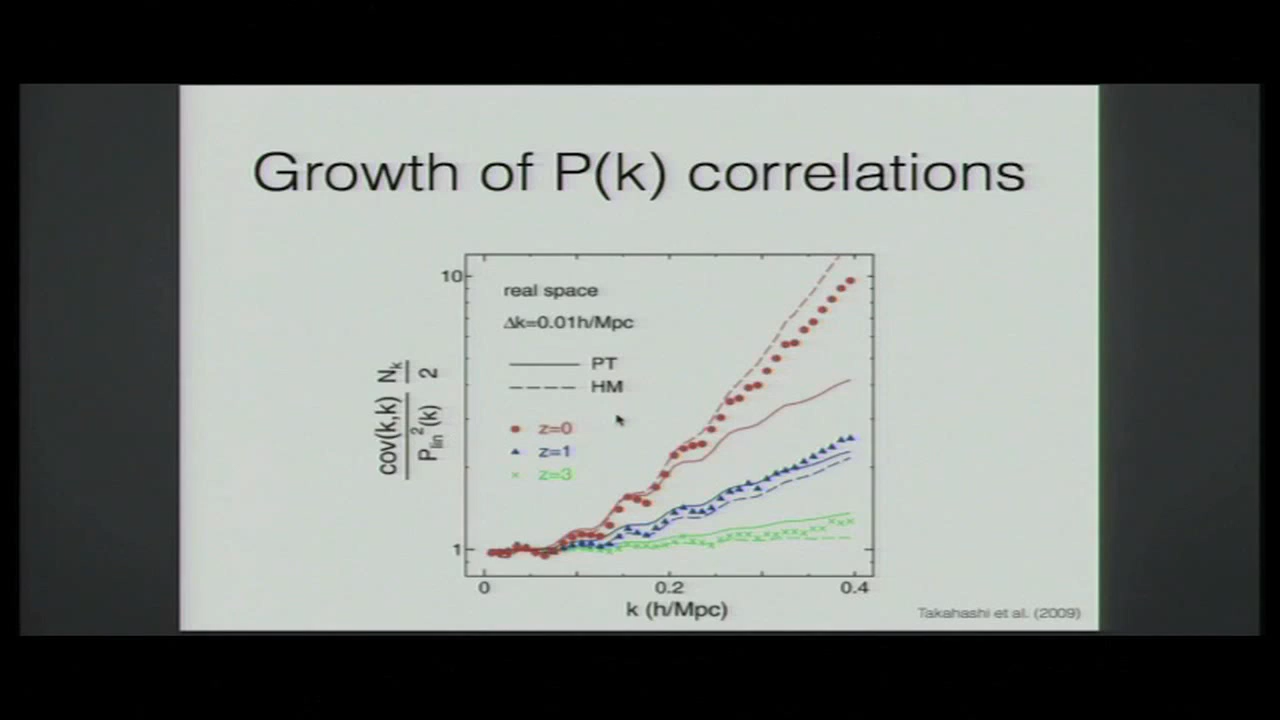 Growth of P(k) correlations
10
real space
Δk=0.01h/Mpc
PT
HM
z=0
z=1
z=3
cov(k,k) N_k
P_lin^2(k) 2
1
0 0.2 0.4
k (h/Mpc)
Takahashi et al. (2009)